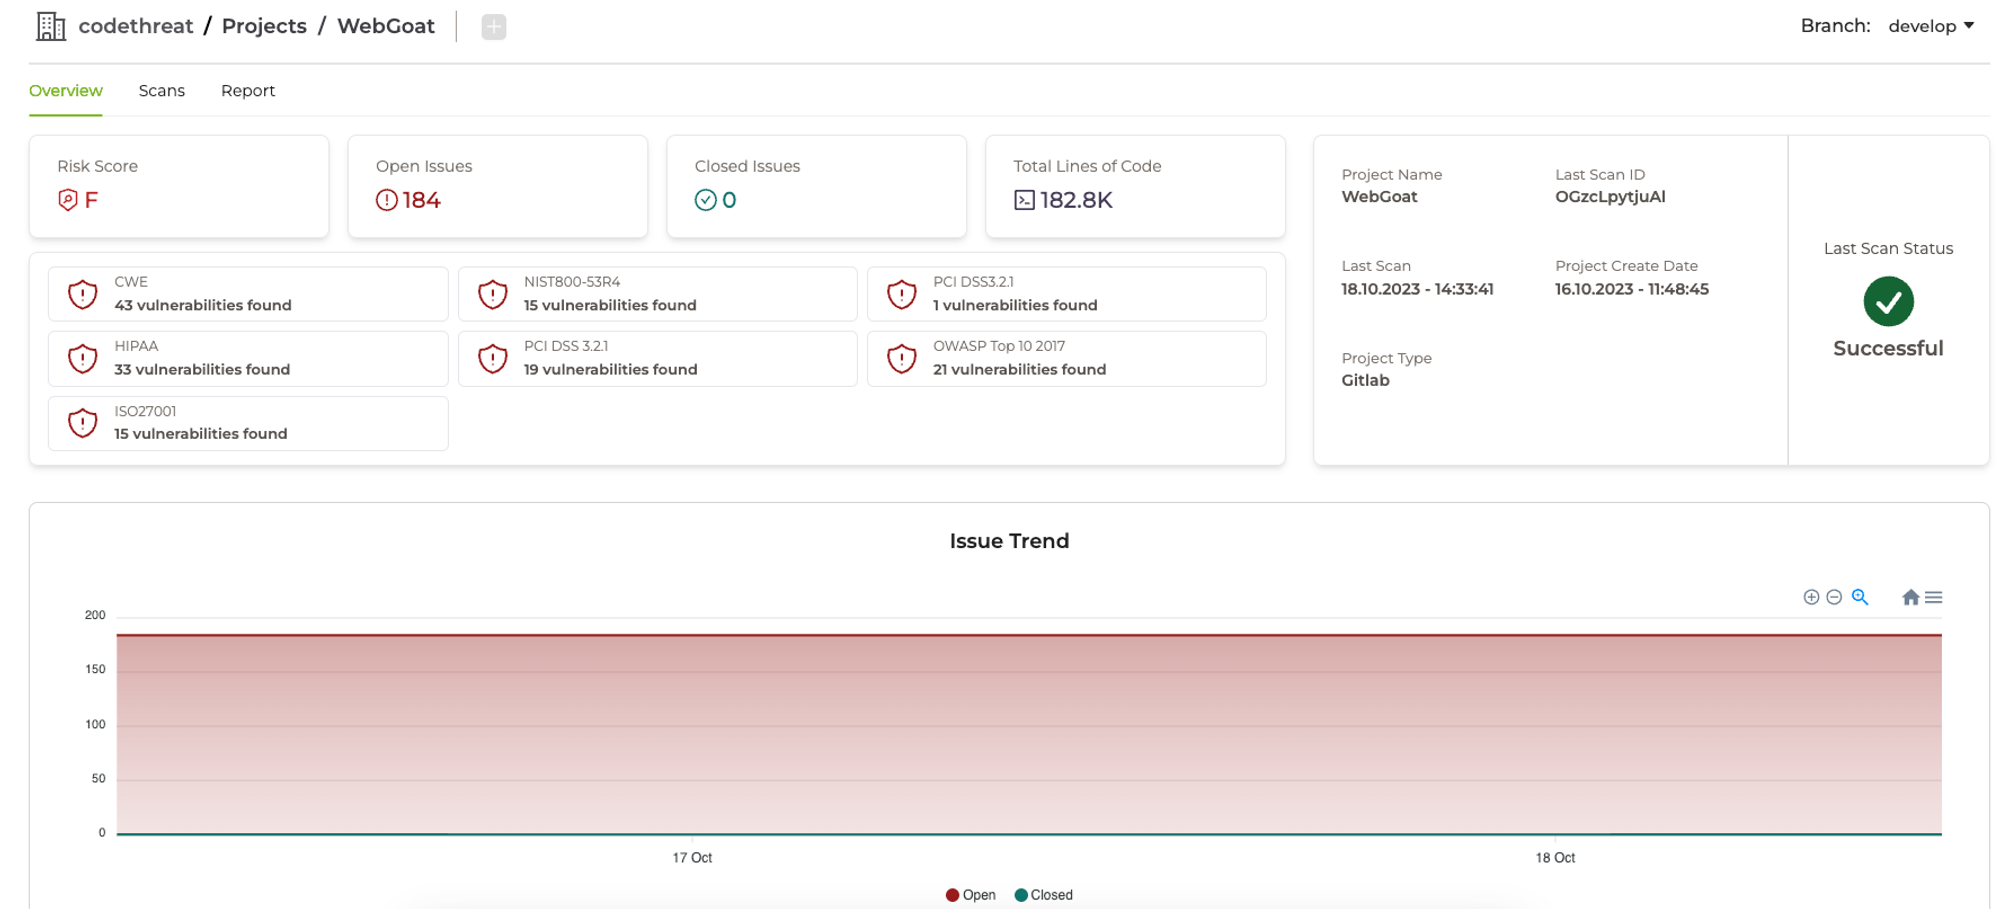 codethreat / Projects / WebGoat
Branch: develop
Overview Scans Report
Risk Score
F
Open Issues
184
Closed Issues
0
Total Lines of Code
182.8K
CWE
43 vulnerabilities found
NIST800-53R4
15 vulnerabilities found
PCI DSS3.2.1
1 vulnerabilities found
HIPAA
33 vulnerabilities found
PCI DSS 3.2.1
19 vulnerabilities found
OWASP Top 10 2017
21 vulnerabilities found
ISO27001
15 vulnerabilities found
Project Name
WebGoat
Last Scan ID
OGzcLpytjuAl
Last Scan
18.10.2023 - 14:33:41
Project Create Date
16.10.2023 - 11:48:45
Project Type
Gitlab
Last Scan Status
Successful
Issue Trend
200
150
100
50
0
17 Oct
18 Oct
Open Closed